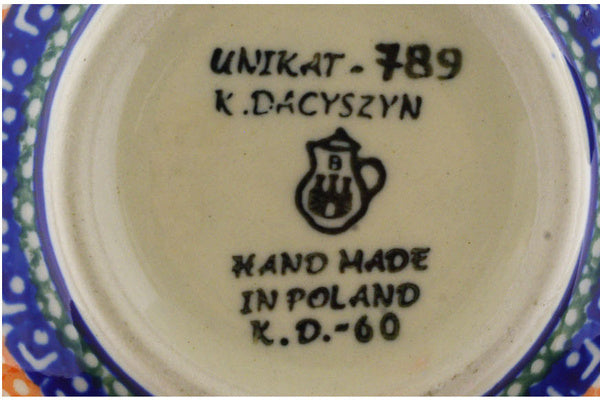 UNIKAT - 789
K.DACYSZYN
B
HAND MADE
IN POLAND
K.D.-60